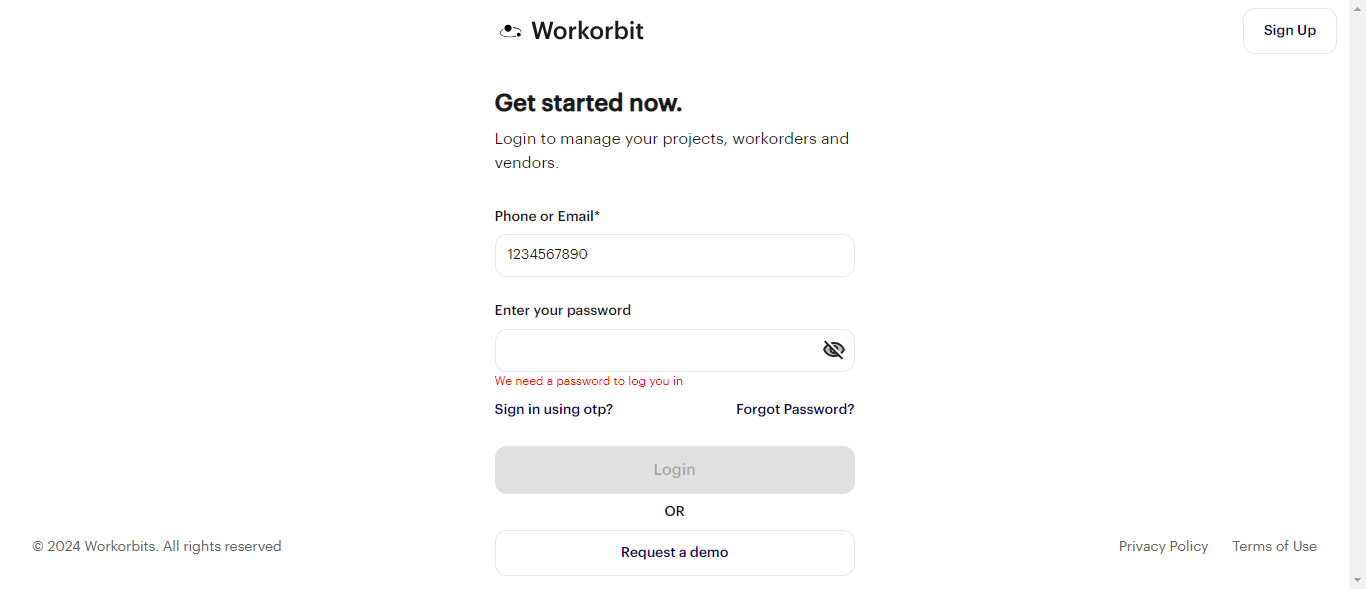 Workorbit
Sign Up
Get started now.
Login to manage your projects, workorders and
vendors.
Phone or Email*
1234567890
Enter your password
We need a password to log you in
Sign in using otp?
Forgot Password?
Login
OR
© 2024 Workorbits. All rights reserved
Request a demo
Privacy Policy
Terms of Use